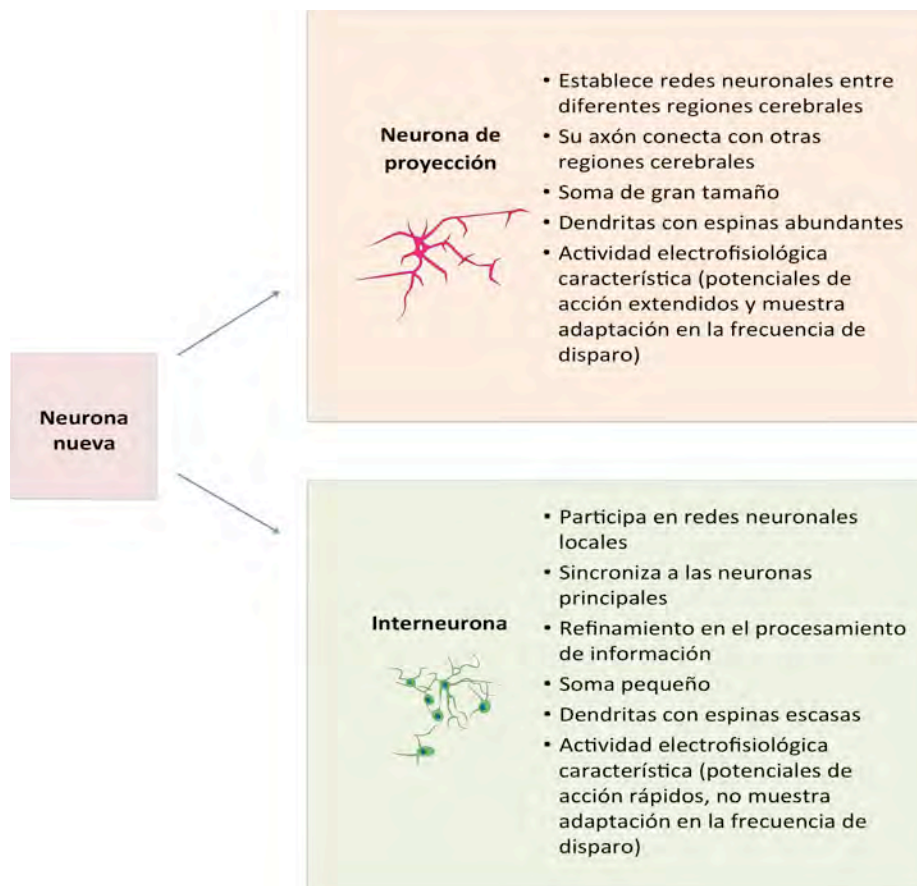 Neurona nueva
Neurona de
proyección
• Establece redes neuronales entre
diferentes regiones cerebrales
• Su axón conecta con otras
regiones cerebrales
• Soma de gran tamaño
• Dendritas con espinas abundantes
• Actividad electrofisiológica
característica (potenciales de
acción extendidos y muestra
adaptación en la frecuencia de
disparo)
Interneurona
• Participa en redes neuronales
locales
• Sincroniza a las neuronas
principales
• Refinamiento en el procesamiento
de información
• Soma pequeño
• Dendritas con espinas escasas
• Actividad electrofisiológica
característica (potenciales de
acción rápidos, no muestra
adaptación en la frecuencia de
disparo)